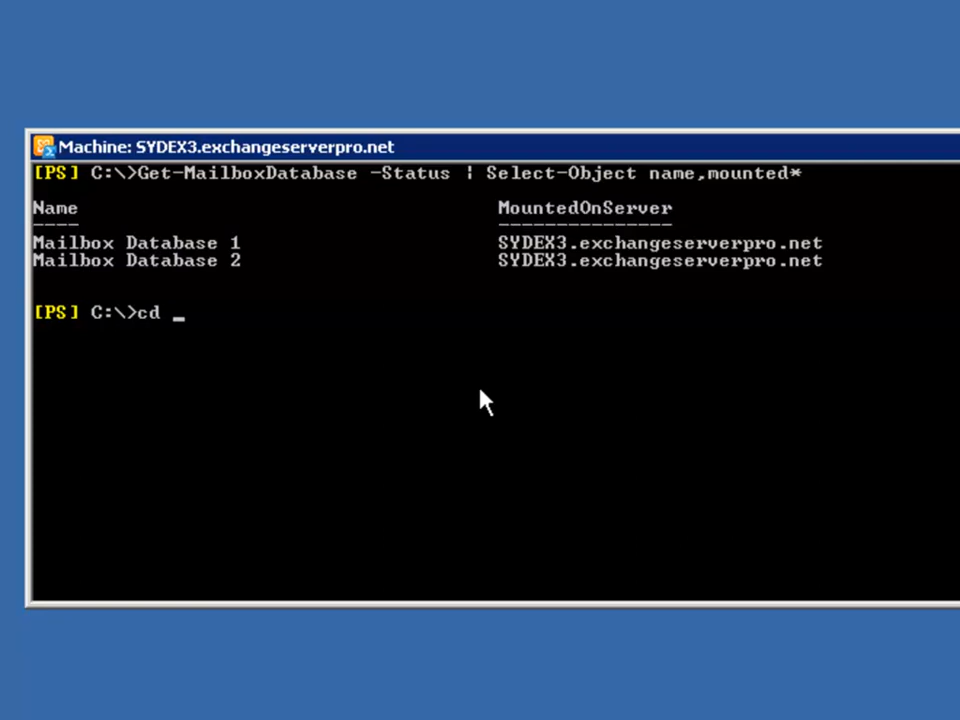 Machine: SYDEX3.exchangeserverpro.net
[PS] C:\>Get-MailboxDatabase -Status | Select-Object name,mounted*
Name MountedOnServer
---- ---------------
Mailbox Database 1 SYDEX3.exchangeserverpro.net
Mailbox Database 2 SYDEX3.exchangeserverpro.net
[PS] C:\>cd _